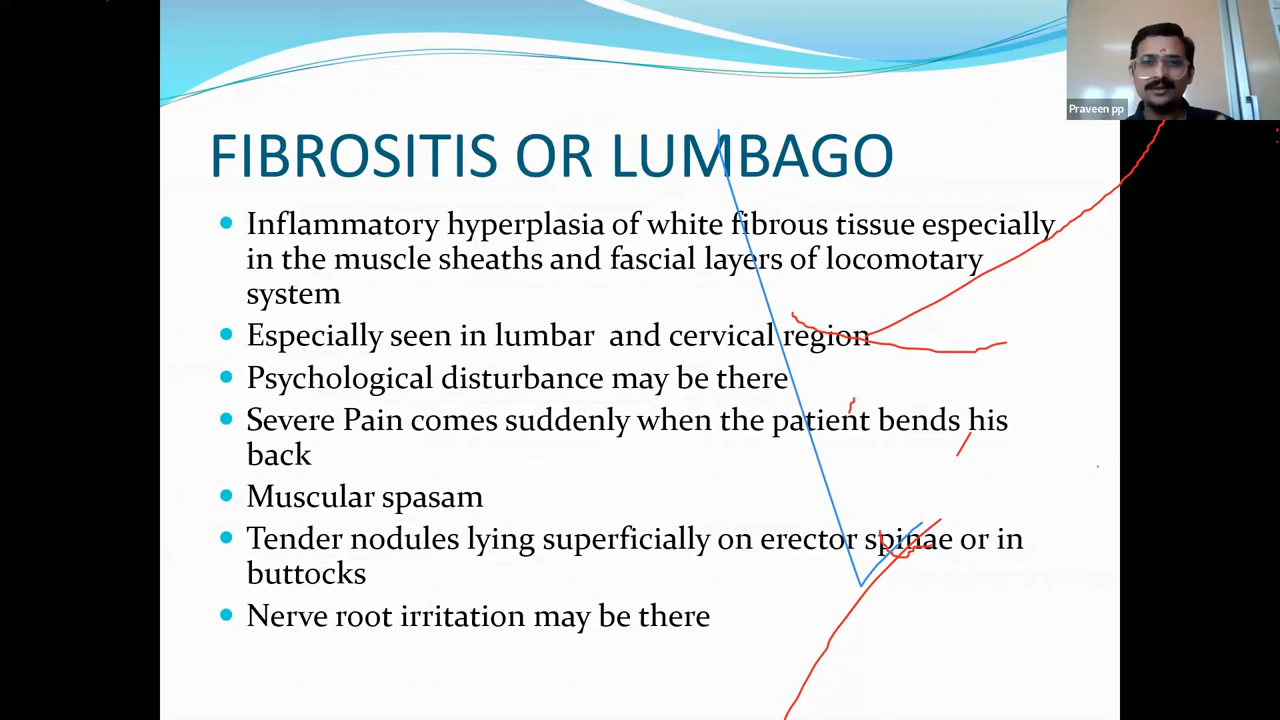 Praveen pp
FIBROSITIS OR LUMBAGO
• Inflammatory hyperplasia of white fibrous tissue especially
in the muscle sheaths and fascial layers of locomotary
system
• Especially seen in lumbar and cervical region
• Psychological disturbance may be there
• Severe Pain comes suddenly when the patient bends his
back
• Muscular spasam
• Tender nodules lying superficially on erector spinae or in
buttocks
• Nerve root irritation may be there